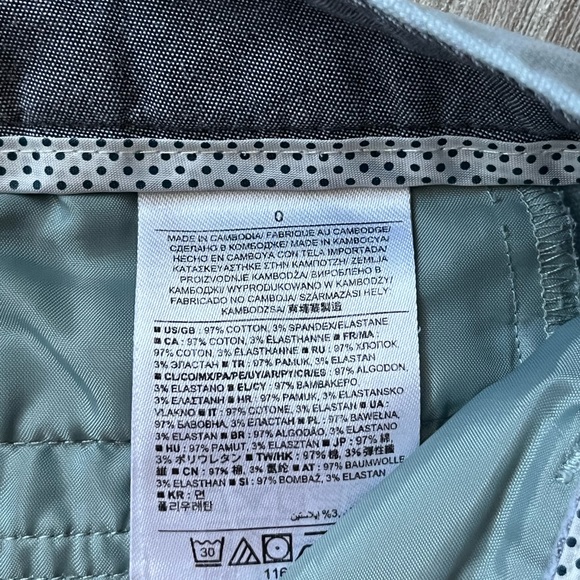 0
MADE IN CAMBODIA/ FABRIQUE AU CAMBODGE/
СДЕЛАНО В КОМБОДЖЕ/ MADE IN KAMBOCYA/
HECHO EN CAMBOYA CON TELA IMPORTADA/
ΚΑΤΑΣΚΕΥΑΣΤΗΚΕ ΣΤΗΝ ΚΑΜΠΟΤΖΗ/ ZEMLJA
PROIZVODNJE KAMBODŽA/ ВИРОБЛЕНО В
КАМБОДЖІ/ WYPRODUKOWANO W KAMBODŻY/
FABRICADO NO CAMBOJA/ SZÁRMAZÁSI HELY:
KAMBODZSA/ 柬埔寨製造
■ US/GB : 97% COTTON, 3% SPANDEX/ELASTANE
■ CA : 97% COTON, 3% ÉLASTHANNE ■ FR/MA :
97% COTON, 3% ÉLASTHANNE ■ RU : 97% ХЛОПОК,
3% ЭЛАСТАН ■ TR : 97% PAMUK, 3% ELASTAN
■ CL/CO/MX/PA/PE/UY/AR/PY/CR/ES : 97% ALGODÓN,
3% ELASTANO ■ EL/CY : 97% ΒΑΜΒΑΚΕΡΟ,
3% ΕΛΑΣΤΑΝΗ ■ HR : 97% PAMUK, 3% ELASTANSKO
VLAKNO ■ IT : 97% COTONE, 3% ELASTAN ■ UA :
97% БАВОВНА, 3% ЕЛАСТАН ■ PL : 97% BAWEŁNA,
3% ELASTAN ■ BR : 97% ALGODÃO, 3% ELASTANO
■ HU : 97% PAMUT, 3% ELASZTÁN ■ JP : 97% 綿,
3% ポリウレタン ■ TW/HK : 97% 棉, 3% 彈性纖
維 ■ CN : 97% 棉, 3% 氨纶 ■ AT : 97% BAUMWOLLE,
3% ELASTHAN ■ SI : 97% BOMBAŽ, 3% ELASTAN
■ KR : 면
폴리우레탄
3% إيلاستين
30
116